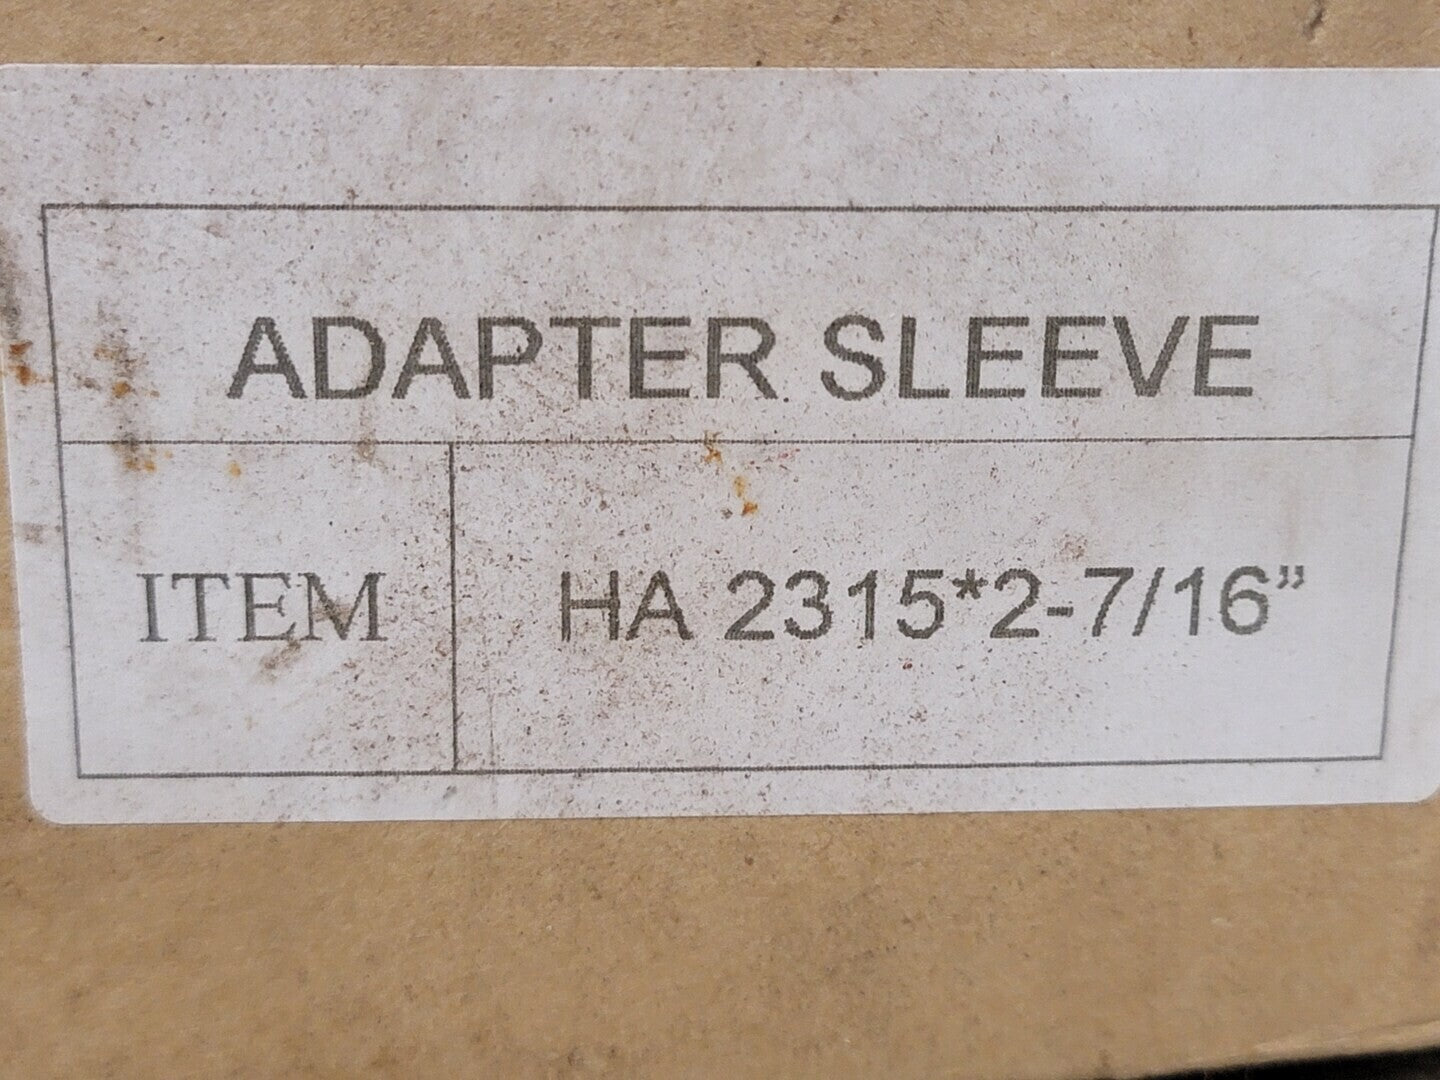 ADAPTER SLEEVE
ITEM HA 2315*2-7/16”